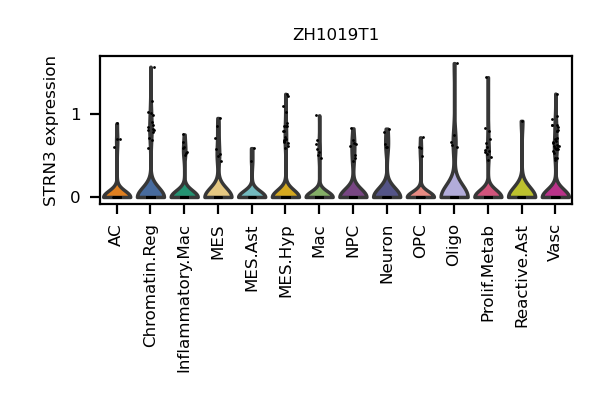 ZH1019T1
STRN3 expression
1
0
AC
Chromatin.Reg
Inflammatory.Mac
MES
MES.Ast
MES.Hyp
Mac
NPC
Neuron
OPC
Oligo
Prolif.Metab
Reactive.Ast
Vasc